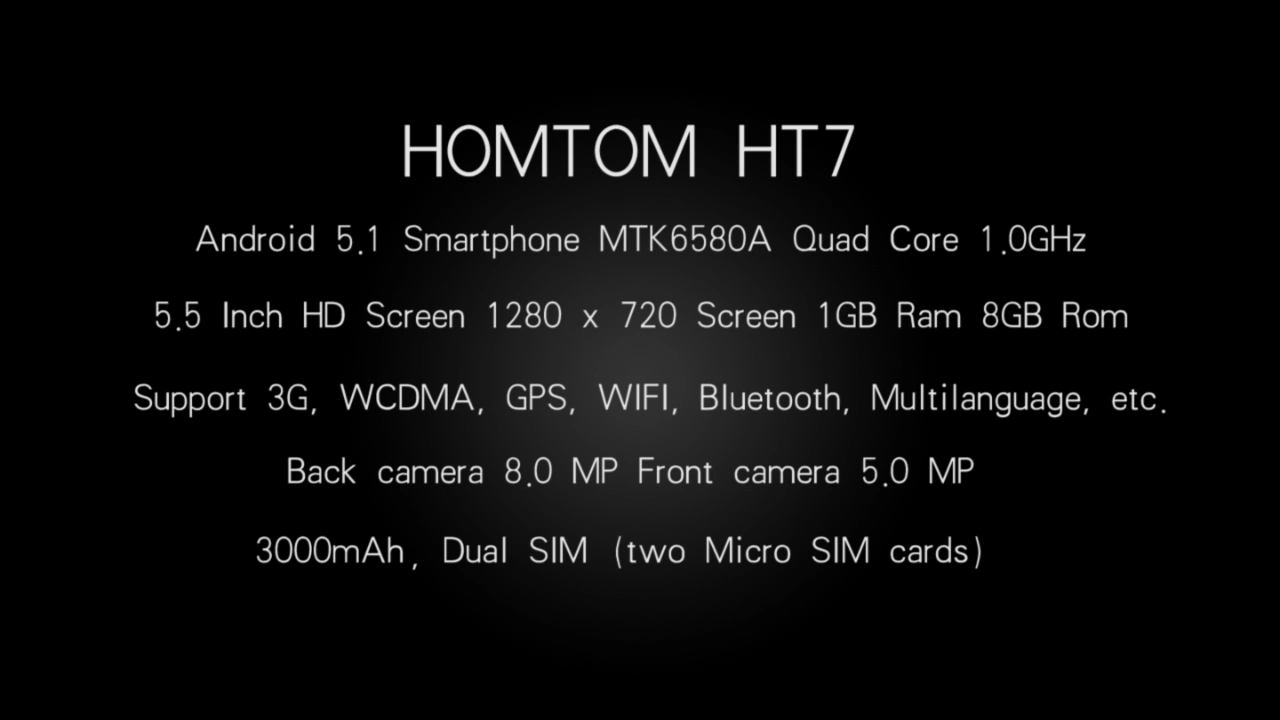 HOMTOM HT7
Android 5.1 Smartphone MTK6580A Quad Core 1.0GHz
5.5 Inch HD Screen 1280 x 720 Screen 1GB Ram 8GB Rom
Support 3G, WCDMA, GPS, WIFI, Bluetooth, Multilanguage, etc.
Back camera 8.0 MP Front camera 5.0 MP
3000mAh, Dual SIM (two Micro SIM cards)